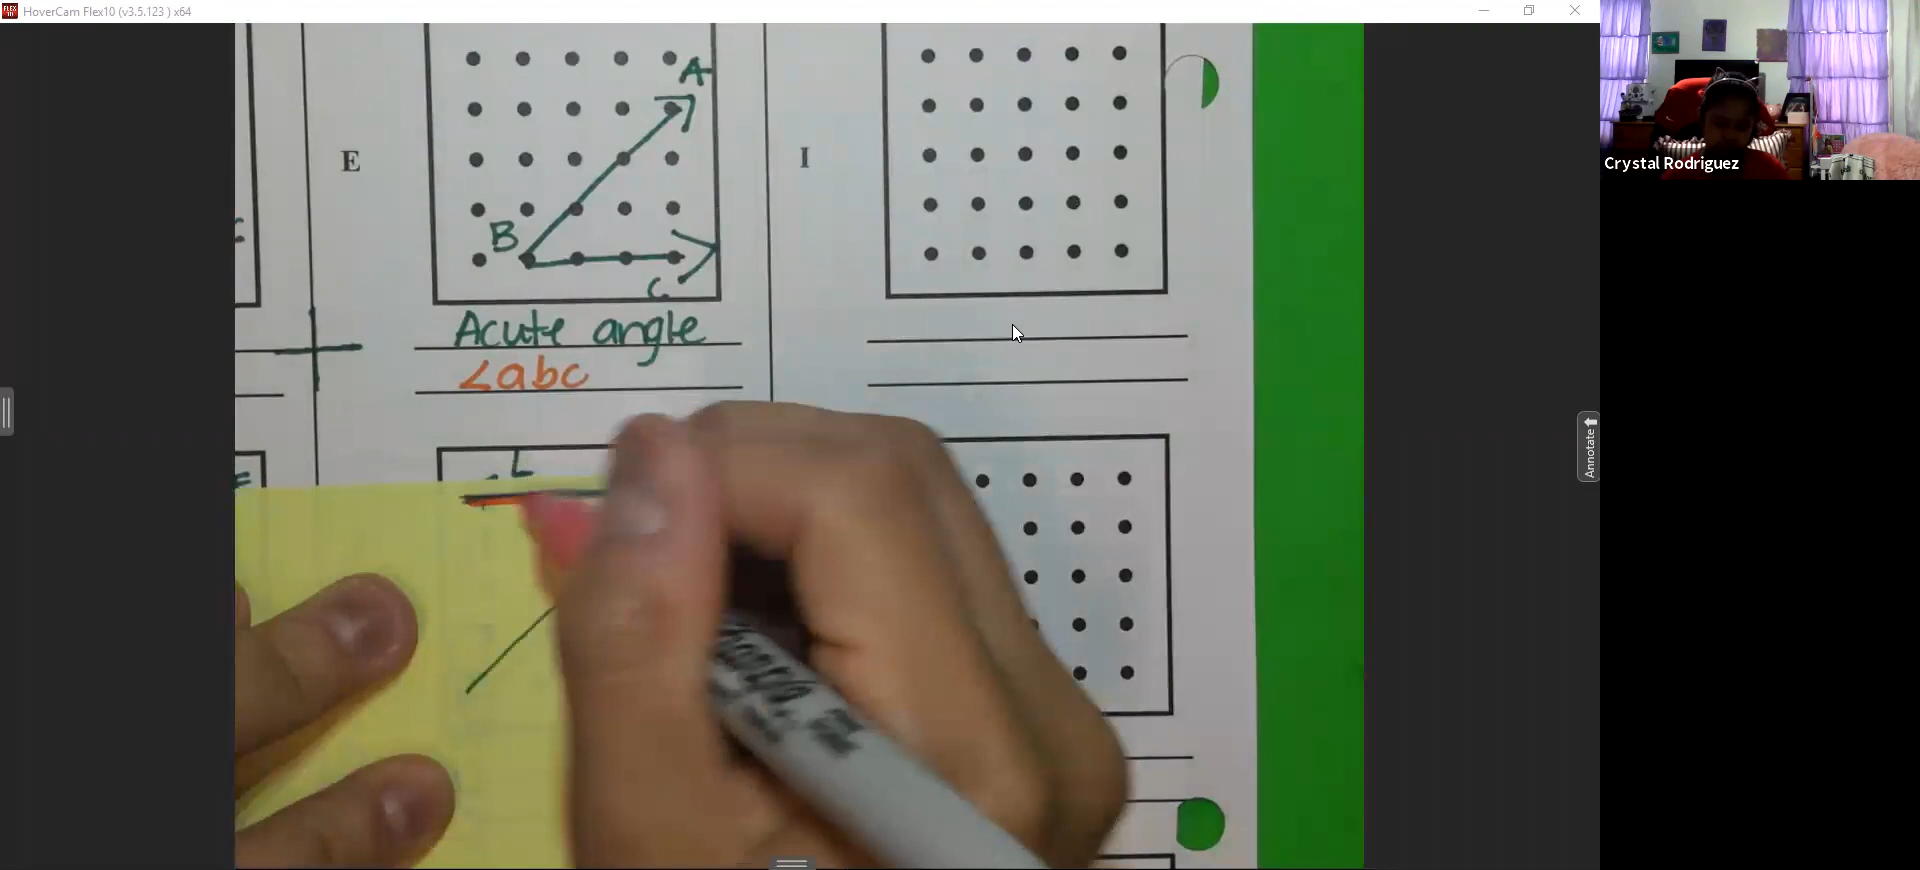 HoverCam Flex10 (v3.5.123) x64
A
E
I
B
C
Acute angle
∠abc
L
Crystal Rodriguez
Annotate